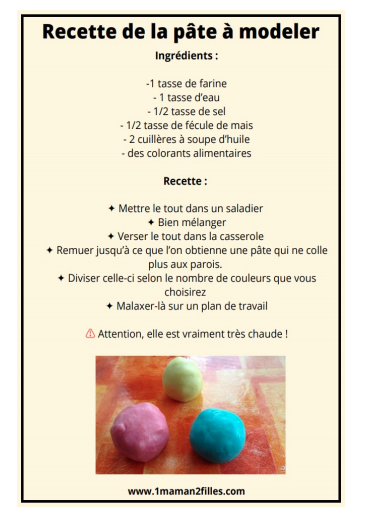 Recette de la pâte à modeler
Ingrédients :
-1 tasse de farine
- 1 tasse d'eau
- 1/2 tasse de sel
- 1/2 tasse de fécule de mais
- 2 cuillères à soupe d'huile
- des colorants alimentaires
Recette :
✦ Mettre le tout dans un saladier
✦ Bien mélanger
✦ Verser le tout dans la casserole
✦ Remuer jusqu'à ce que l'on obtienne une pâte qui ne colle
plus aux parois.
✦ Diviser celle-ci selon le nombre de couleurs que vous
choisirez
✦ Malaxer-là sur un plan de travail
⚠ Attention, elle est vraiment très chaude !
www.1maman2filles.com